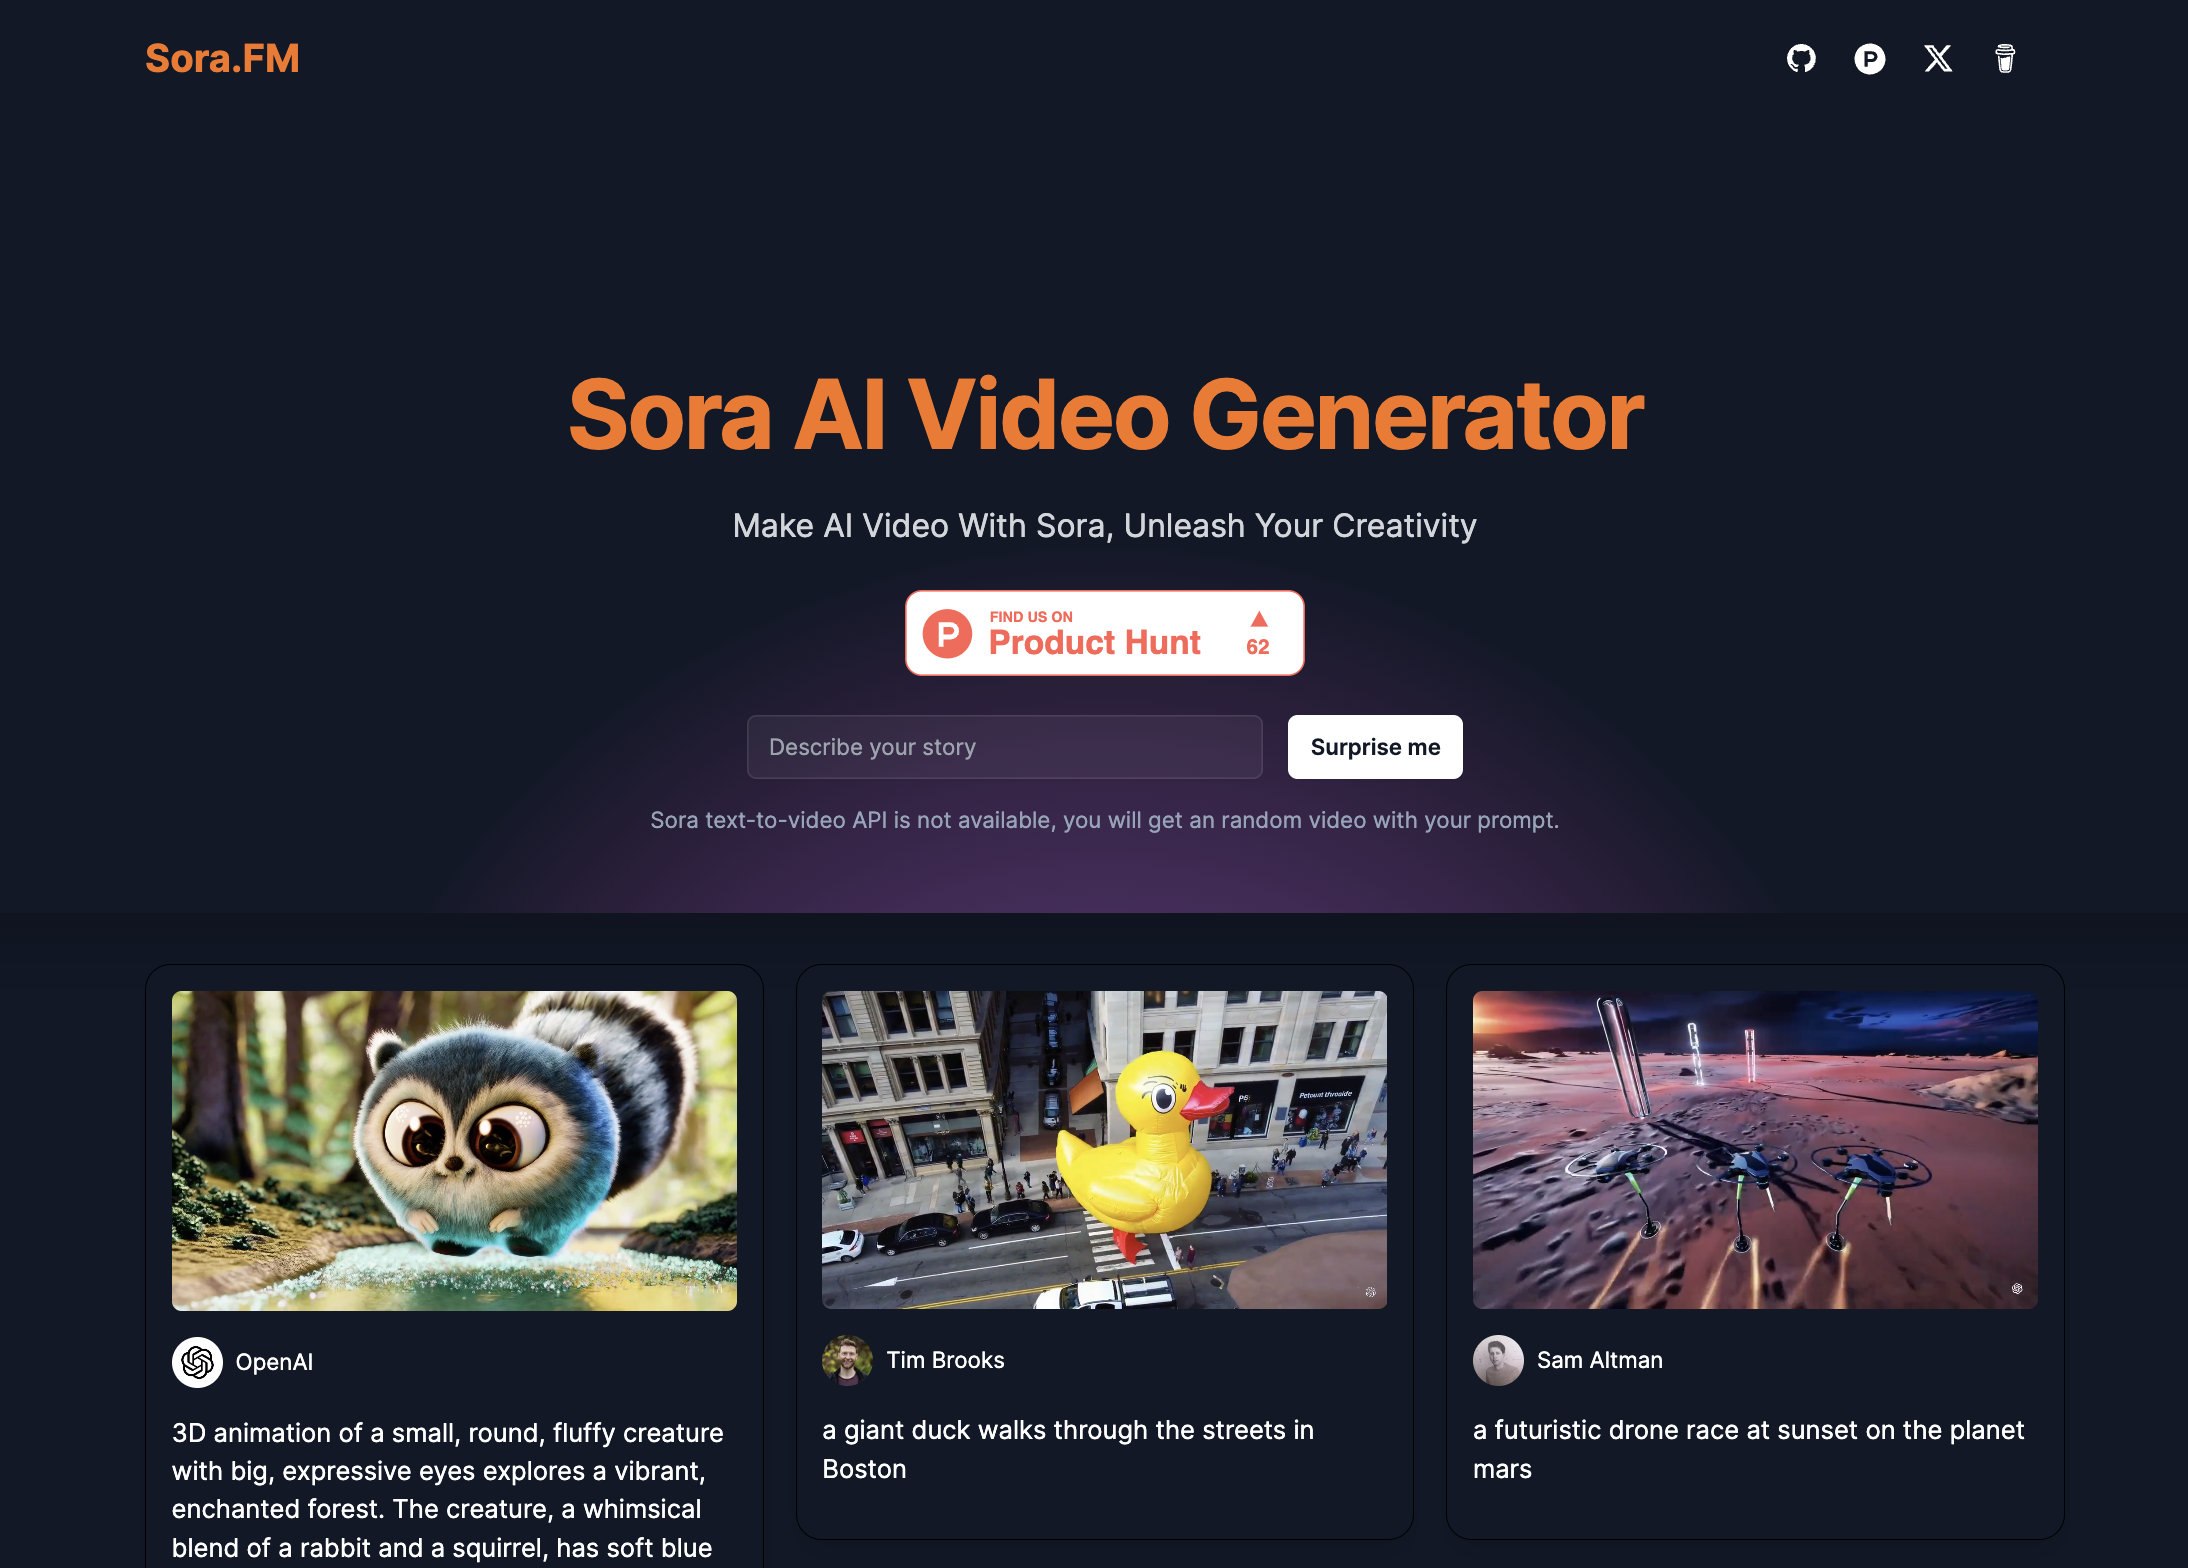 Sora.FM
Sora AI Video Generator
Make AI Video With Sora, Unleash Your Creativity
FIND US ON
Product Hunt
62
Describe your story
Surprise me
Sora text-to-video API is not available, you will get an random video with your prompt.
OpenAI
3D animation of a small, round, fluffy creature
with big, expressive eyes explores a vibrant,
enchanted forest. The creature, a whimsical
blend of a rabbit and a squirrel, has soft blue
Tim Brooks
a giant duck walks through the streets in
Boston
Sam Altman
a futuristic drone race at sunset on the planet
mars